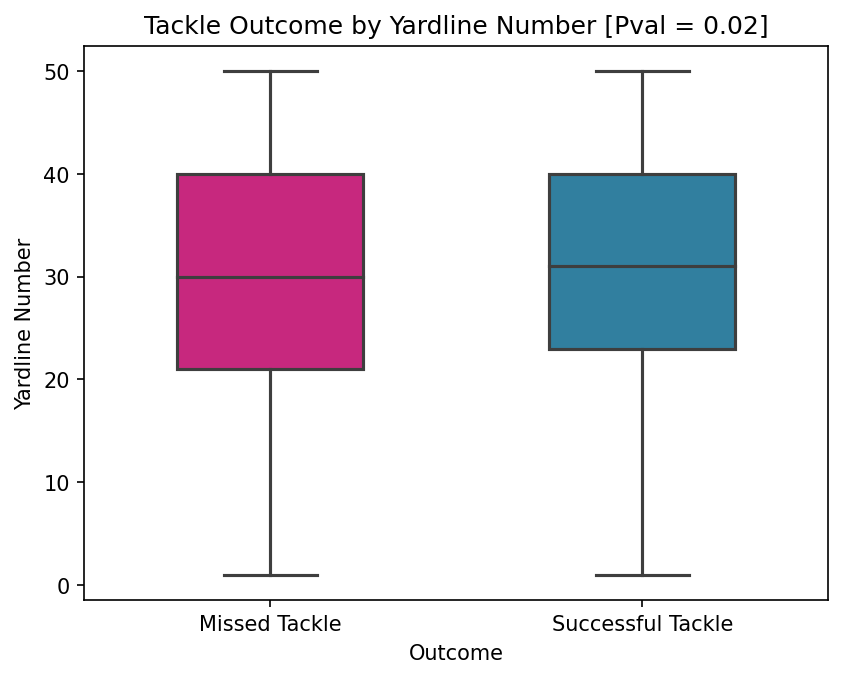 Tackle Outcome by Yardline Number [Pval = 0.02]
50
40
30
20
10
0
Yardline Number
Missed Tackle
Successful Tackle
Outcome